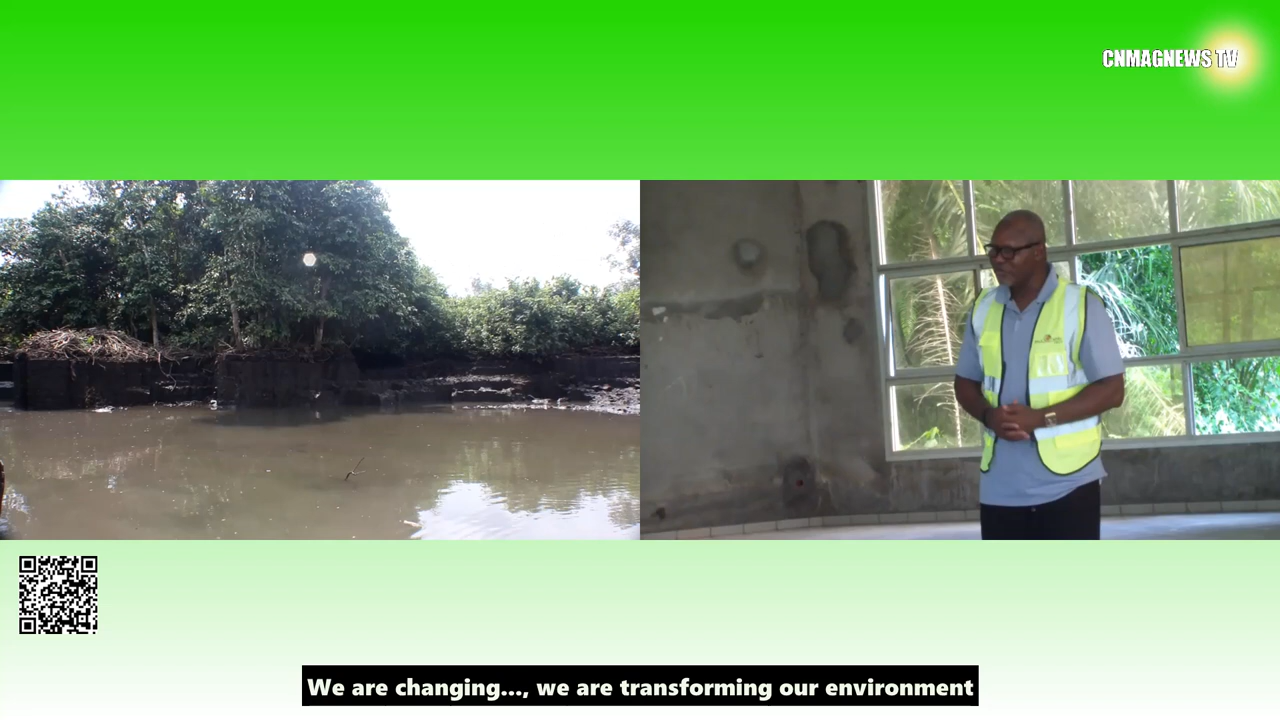 CNMAGNEWS TV
We are changing..., we are transforming our environment